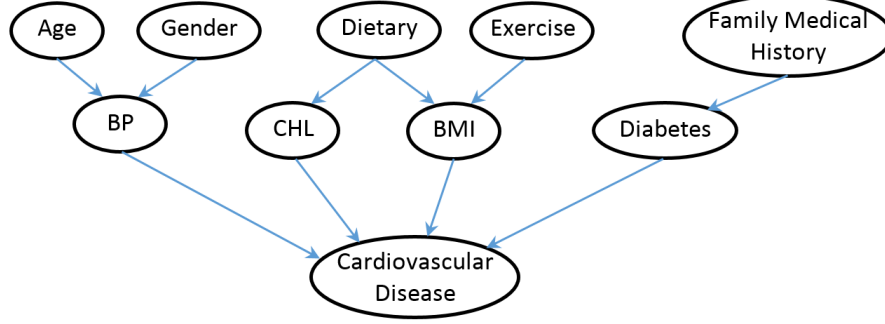 Age
Gender
Dietary
Exercise
Family Medical
History
BP
CHL
BMI
Diabetes
Cardiovascular
Disease